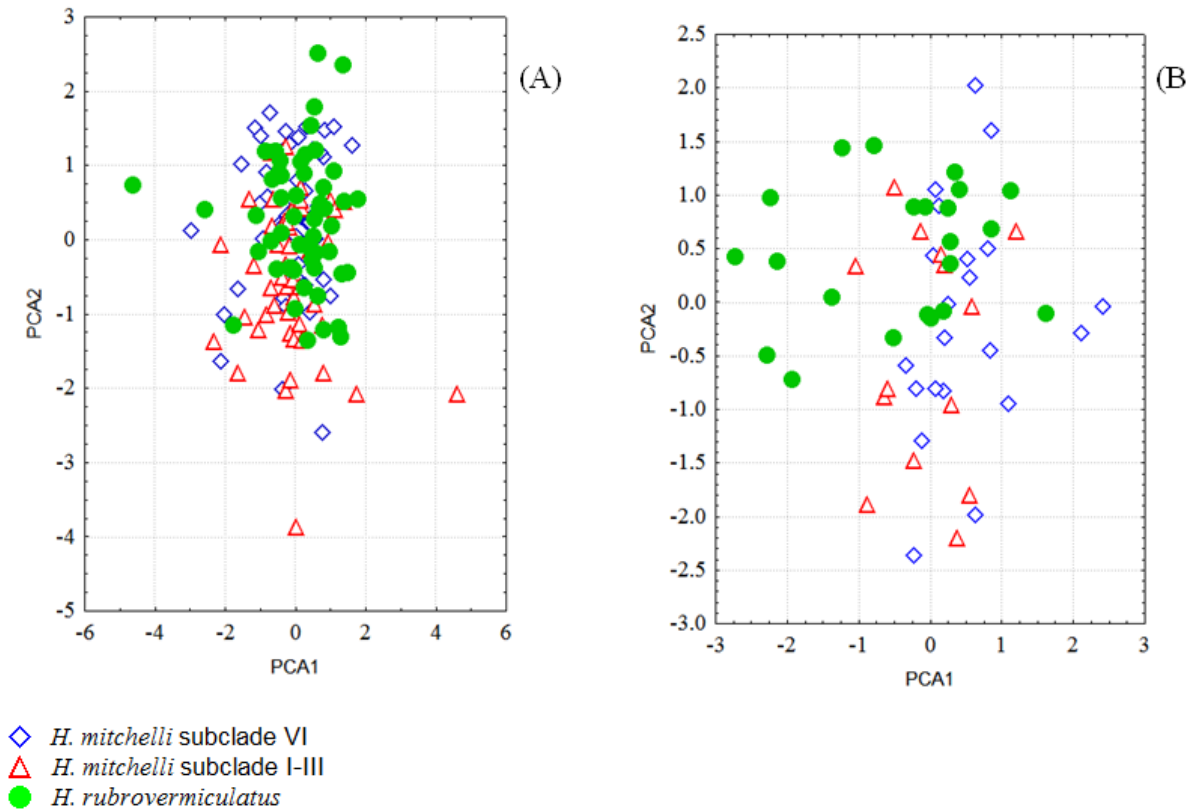 3
2
1
0
-1
-2
-3
-4
-5
PCA2
-6 -4 -2 0 2 4 6
PCA1
(A)
2.5
2.0
1.5
1.0
0.5
0.0
-0.5
-1.0
-1.5
-2.0
-2.5
-3.0
PCA2
-3 -2 -1 0 1 2 3
PCA1
(B
H. mitchelli subclade VI
H. mitchelli subclade I-III
H. rubrovermiculatus